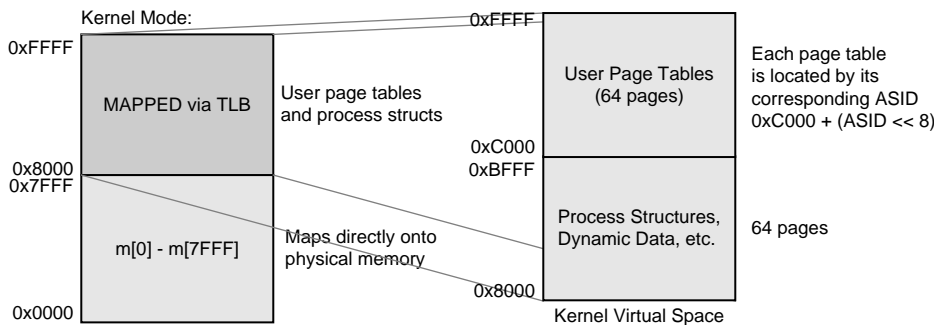 Kernel Mode:
0xFFFF
MAPPED via TLB
0x8000
0x7FFF
m[0] - m[7FFF]
0x0000
User page tables
and process structs
Maps directly onto
physical memory
0xFFFF
User Page Tables
(64 pages)
0xC000
0xBFFF
Process Structures,
Dynamic Data, etc.
0x8000
Kernel Virtual Space
Each page table
is located by its
corresponding ASID
0xC000 + (ASID << 8)
64 pages